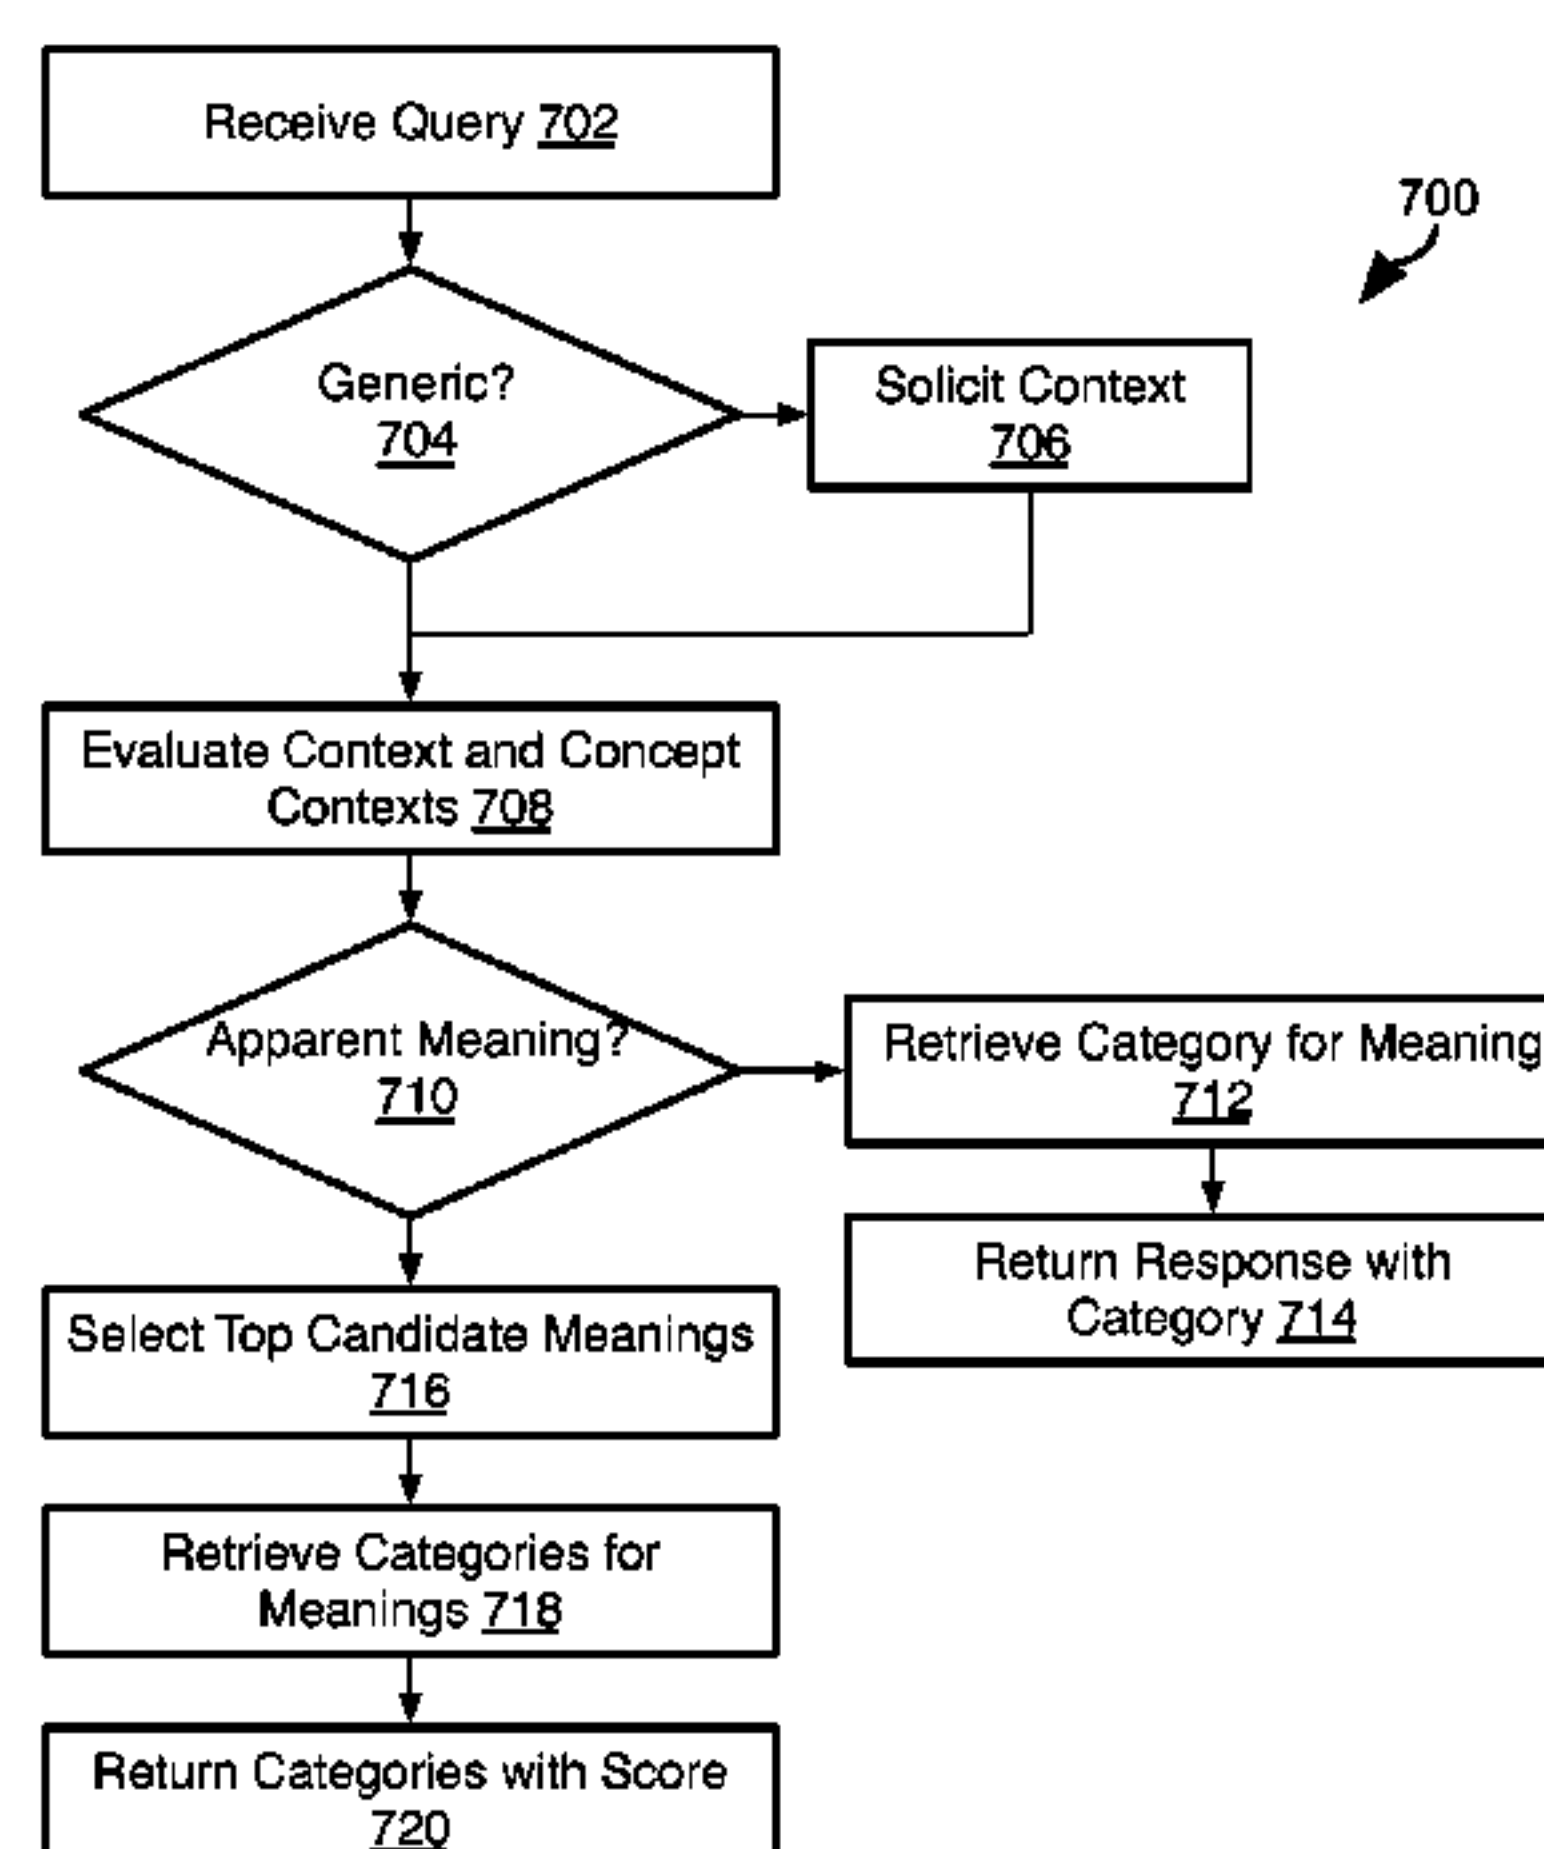 Receive Query 702
700
Generic?
704
Solicit Context
706
Evaluate Context and Concept
Contexts 708
Apparent Meaning?
710
Retrieve Category for Meaning
712
Return Response with
Category 714
Select Top Candidate Meanings
716
Retrieve Categories for
Meanings 718
Return Categories with Score
720